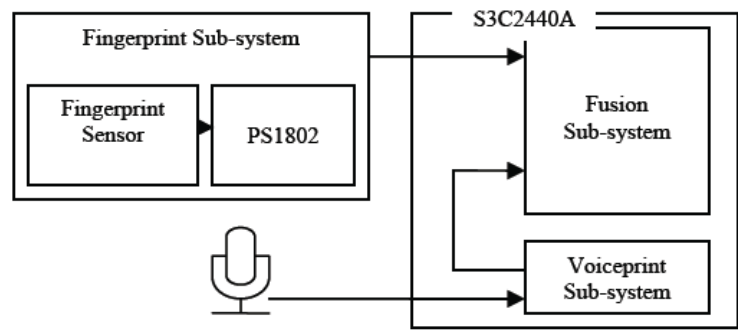 Fingerprint Sub-system
Fingerprint
Sensor
PS1802
S3C2440A
Fusion
Sub-system
Voiceprint
Sub-system